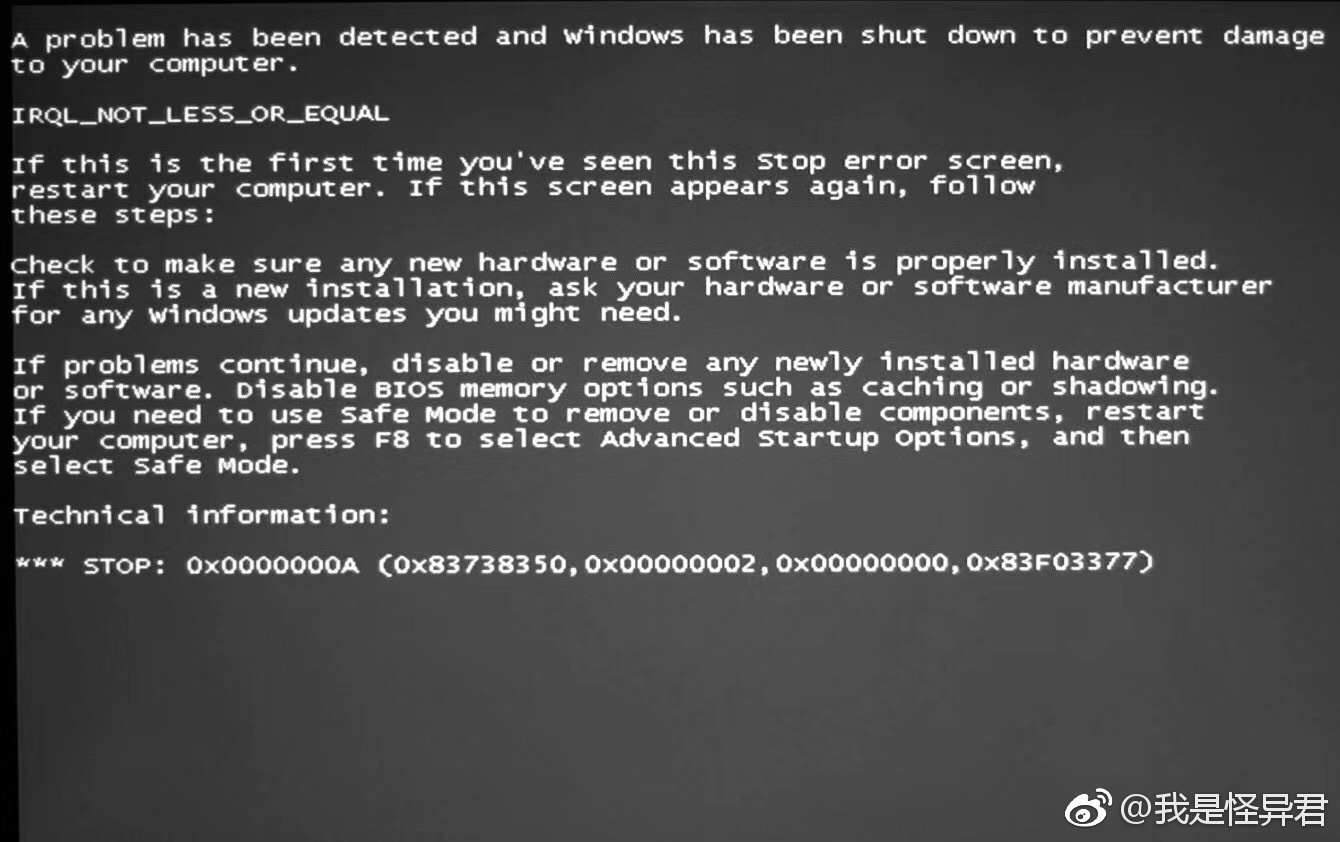 A problem has been detected and Windows has been shut down to prevent damage
to your computer.
IRQL_NOT_LESS_OR_EQUAL
If this is the first time you've seen this Stop error screen,
restart your computer. If this screen appears again, follow
these steps:
Check to make sure any new hardware or software is properly installed.
If this is a new installation, ask your hardware or software manufacturer
for any Windows updates you might need.
If problems continue, disable or remove any newly installed hardware
or software. Disable BIOS memory options such as caching or shadowing.
If you need to use Safe Mode to remove or disable components, restart
your computer, press F8 to select Advanced Startup Options, and then
select Safe Mode.
Technical information:
*** STOP: 0x0000000A (0x83738350,0x00000002,0x00000000,0x83F03377)
@我是怪异君